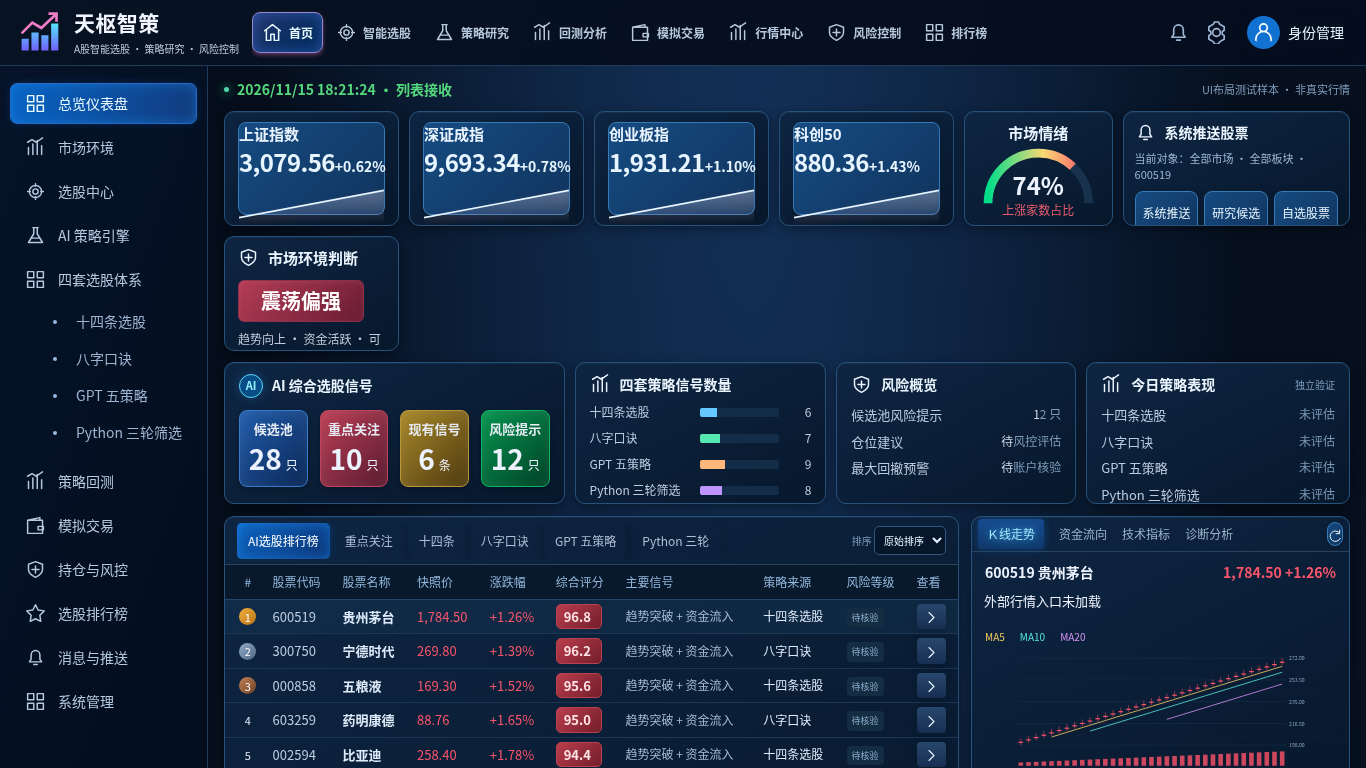 天枢智策
A股智能选股 • 策略研究 • 风险控制
首页
智能选股
策略研究
回测分析
模拟交易
行情中心
风险控制
排行榜
身份管理
总览仪表盘
市场环境
选股中心
AI 策略引擎
四套选股体系
十四条选股
八字口诀
GPT 五策略
Python 三轮筛选
策略回测
模拟交易
持仓与风控
选股排行榜
消息与推送
系统管理
2026/11/15 18:21:24 • 列表接收
UI布局测试样本 • 非真实行情
上证指数
3,079.56+0.62%
深证成指
9,693.34+0.78%
创业板指
1,931.21+1.10%
科创50
880.36+1.43%
市场情绪
74%
上涨家数占比
系统推送股票
当前对象: 全部市场 • 全部板块 •
600519
系统推送
研究候选
自选股票
市场环境判断
震荡偏强
趋势向上 • 资金活跃 • 可
AI
AI 综合选股信号
候选池
28 只
重点关注
10 只
现有信号
6 条
风险提示
12 只
四套策略信号数量
十四条选股 6
八字口诀 7
GPT 五策略 9
Python 三轮筛选 8
风险概览
候选池风险提示 12 只
仓位建议 待风控评估
最大回撤预警 待账户核验
今日策略表现 独立验证
十四条选股 未评估
八字口诀 未评估
GPT 五策略 未评估
Python 三轮筛选 未评估
AI选股排行榜 重点关注 十四条 八字口诀 GPT 五策略 Python 三轮 排序 原始排序
# 股票代码 股票名称 快照价 涨跌幅 综合评分 主要信号 策略来源 风险等级 查看
1 600519 贵州茅台 1,784.50 +1.26% 96.8 趋势突破 + 资金流入 十四条选股 待核验
2 300750 宁德时代 269.80 +1.39% 96.2 趋势突破 + 资金流入 八字口诀 待核验
3 000858 五粮液 169.30 +1.52% 95.6 趋势突破 + 资金流入 十四条选股 待核验
4 603259 药明康德 88.76 +1.65% 95.0 趋势突破 + 资金流入 八字口诀 待核验
5 002594 比亚迪 258.40 +1.78% 94.4 趋势突破 + 资金流入 十四条选股 待核验
K线走势 资金流向 技术指标 诊断分析
600519 贵州茅台 1,784.50 +1.26%
外部行情入口未加载
MA5 MA10 MA20
272.00
253.50
235.00
216.50
198.00